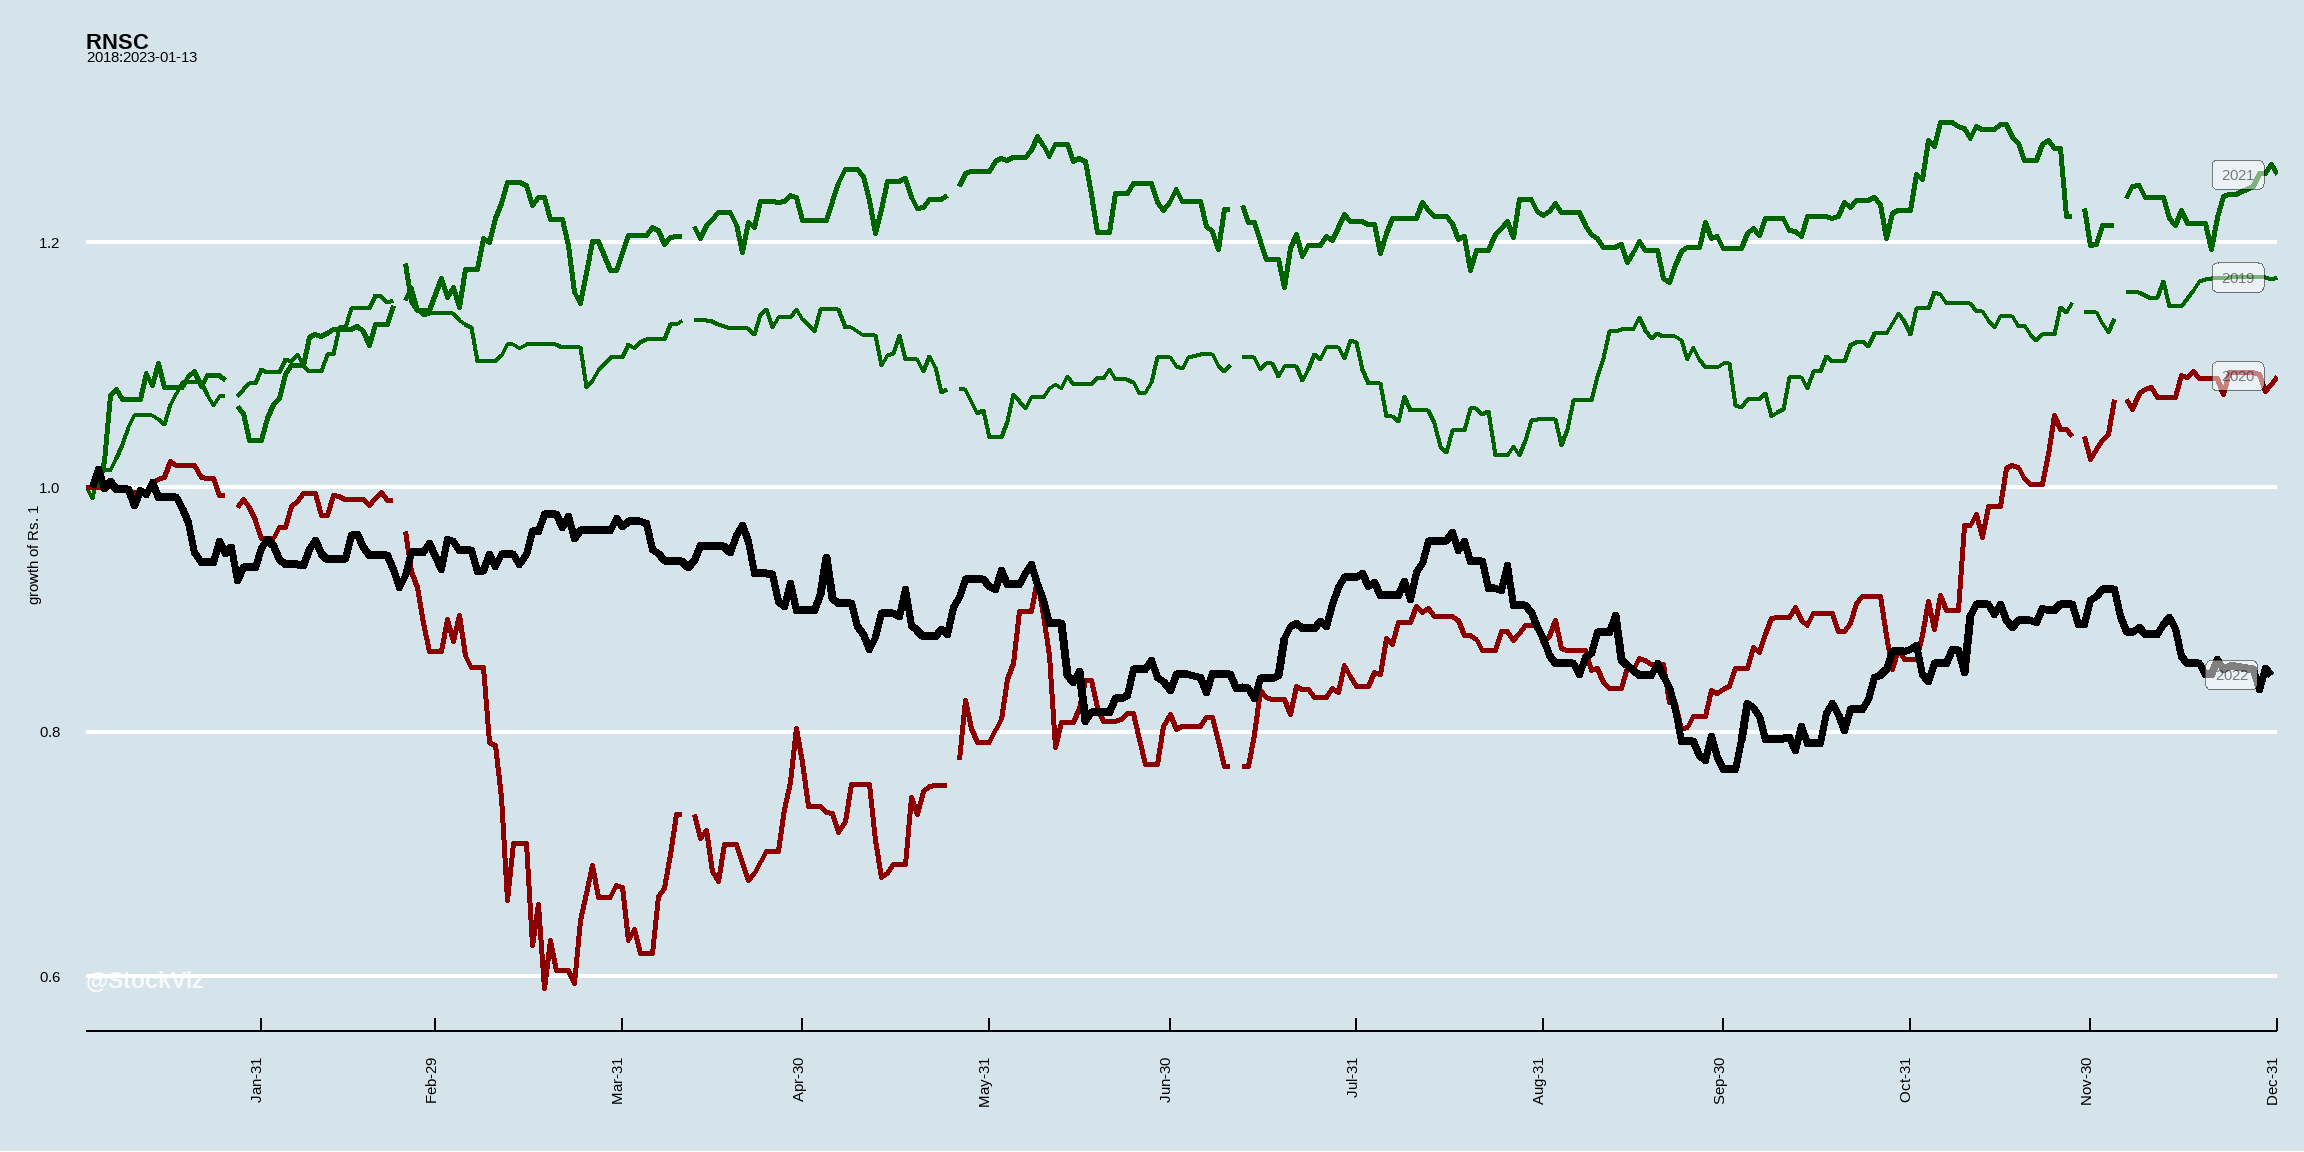 RNSC
2018:2023-01-13
growth of Rs. 1
1.2
1.0
0.8
0.6
2021
2019
2020
2022
@StockViz
Jan-31
Feb-29
Mar-31
Apr-30
May-31
Jun-30
Jul-31
Aug-31
Sep-30
Oct-31
Nov-30
Dec-31